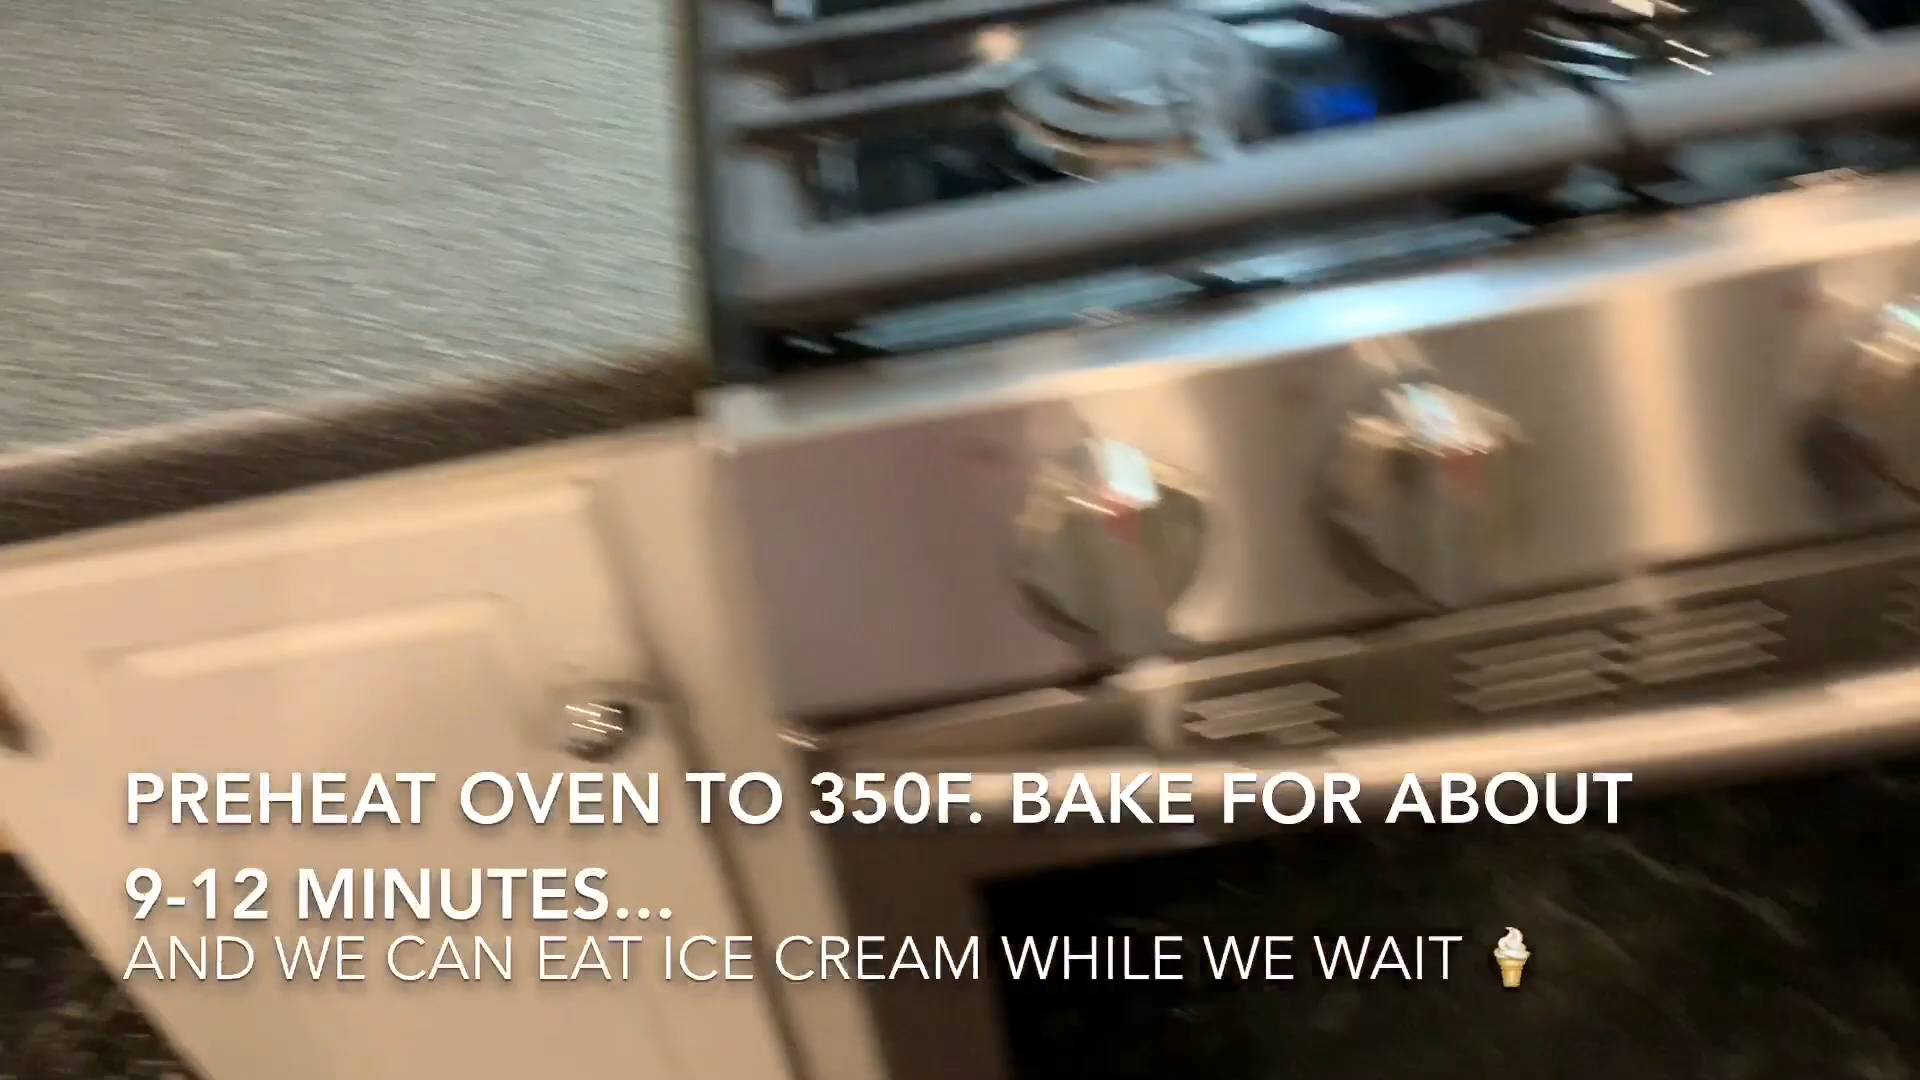 PREHEAT OVEN TO 350F. BAKE FOR ABOUT
9-12 MINUTES...
AND WE CAN EAT ICE CREAM WHILE WE WAIT 🍦